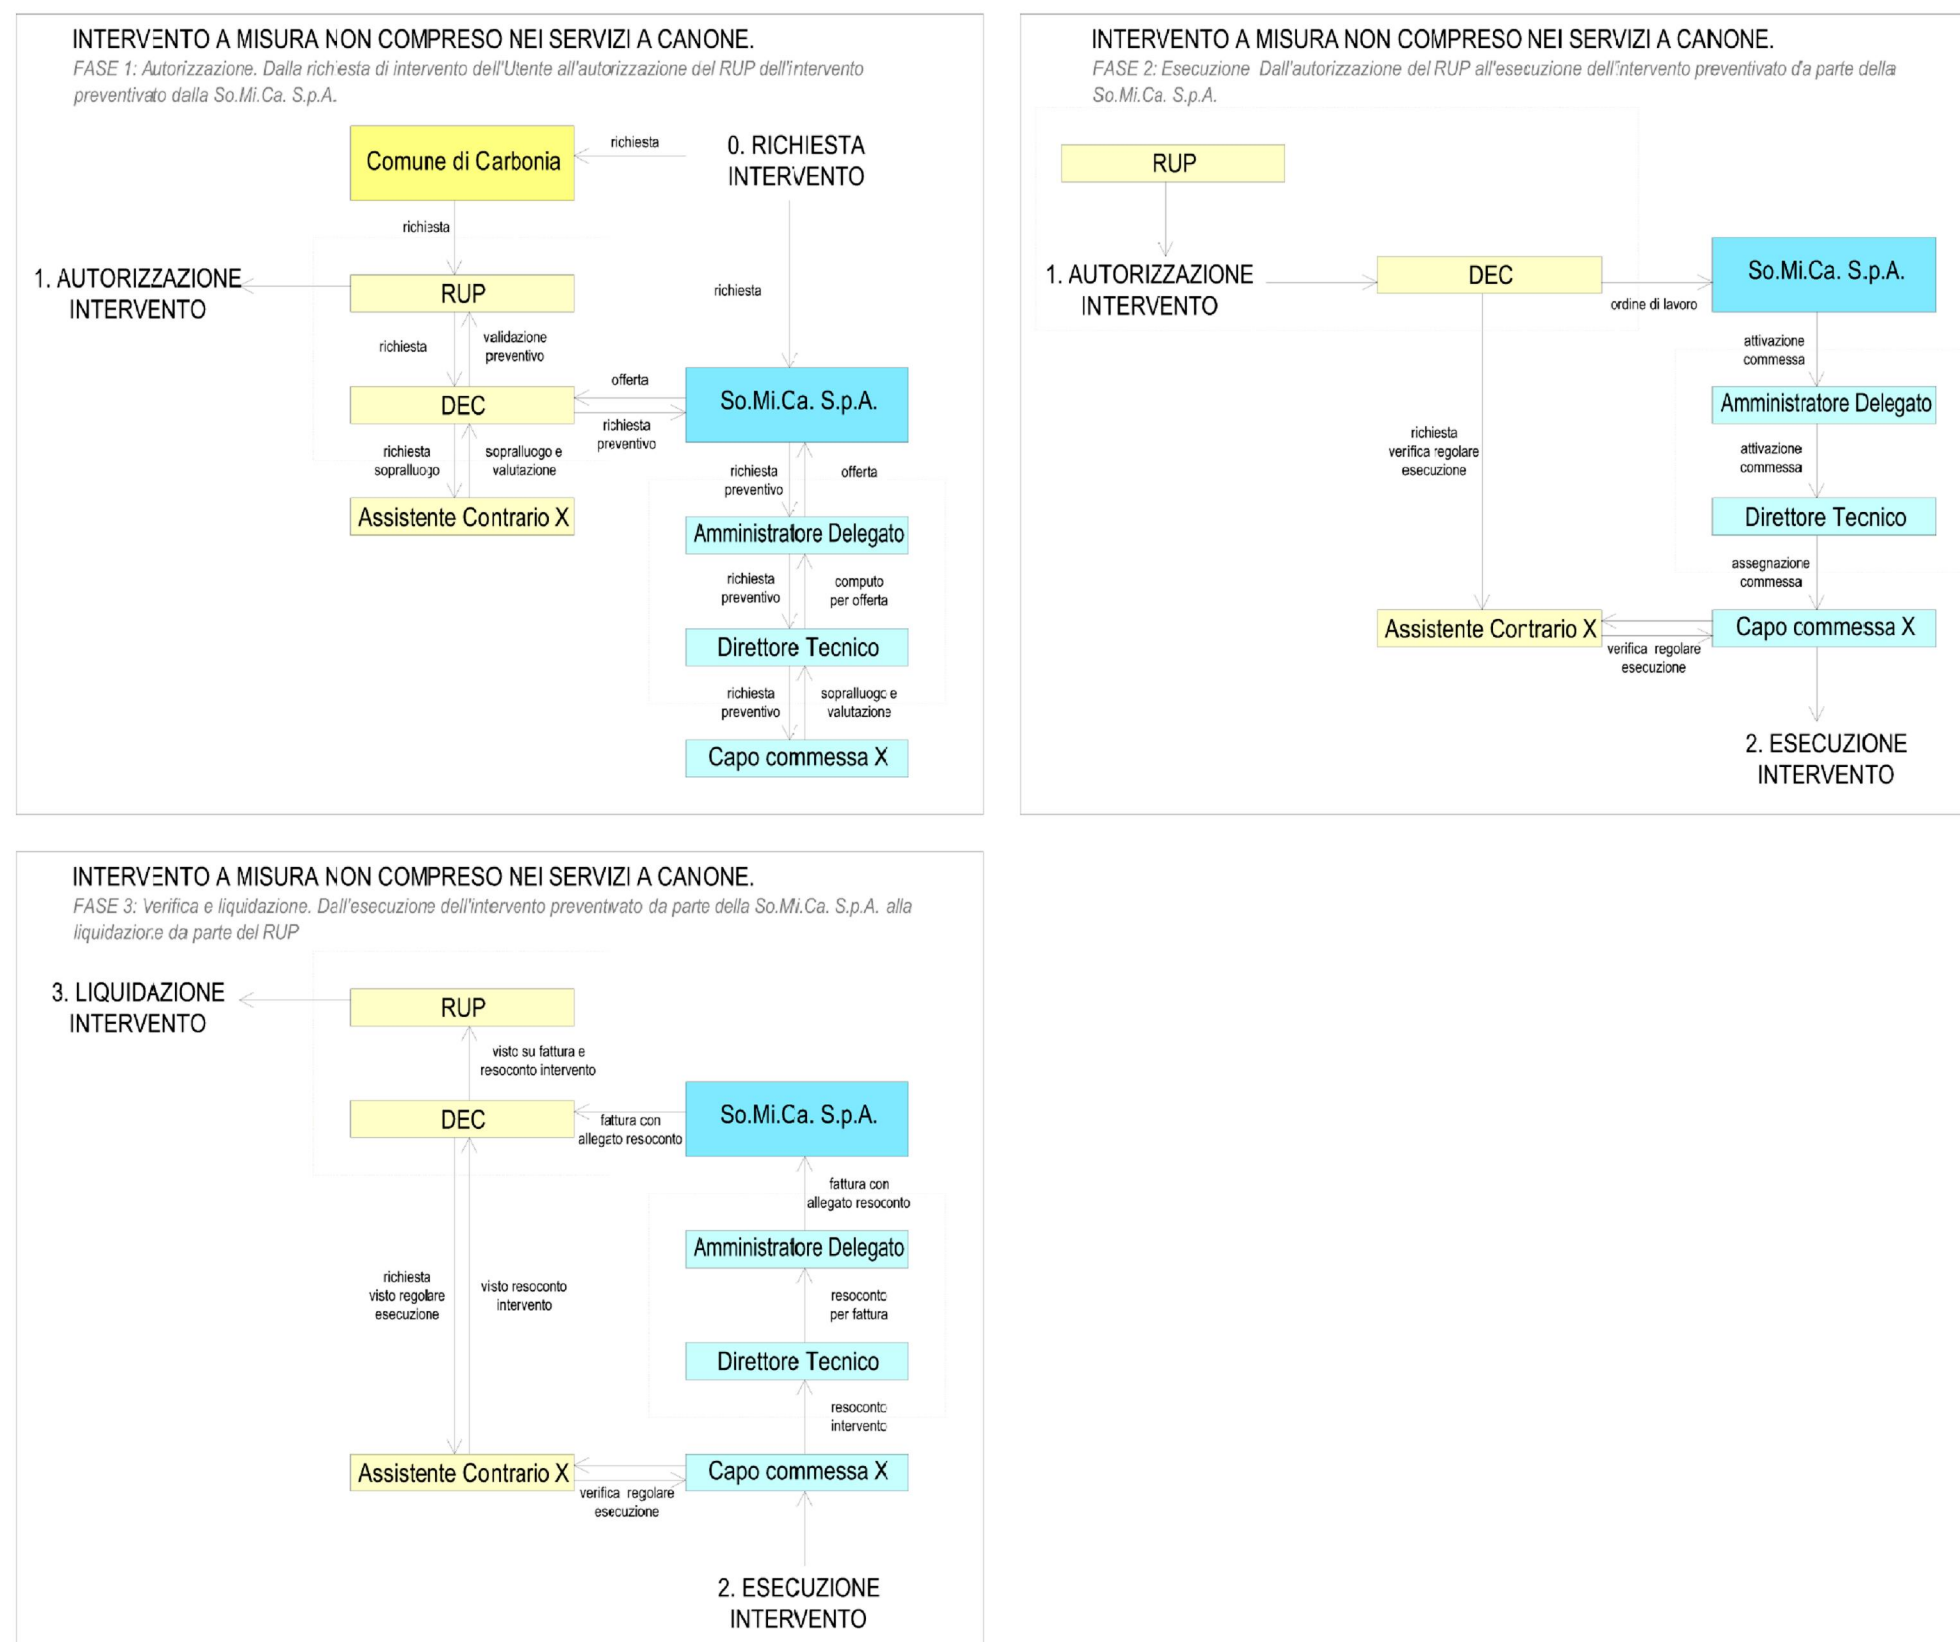 INTERVENTO A MISURA NON COMPRESO NEI SERVIZI A CANONE.
FASE 1: Autorizzazione. Dalla richiesta di intervento dell'Utente all'autorizzazione del RUP dell'intervento
preventivato dalla So.Mi.Ca. S.p.A.
Comune di Carbonia
richiesta
0. RICHIESTA
INTERVENTO
richiesta
1. AUTORIZZAZIONE
INTERVENTO
RUP
richiesta
richiesta
validazione
preventivo
DEC
offerta
richiesta
preventivo
So.Mi.Ca. S.p.A.
richiesta
sopralluogo
sopralluogo e
valutazione
richiesta
preventivo
offerta
Assistente Contrario X
Amministratore Delegato
richiesta
preventivo
computo
per offerta
Direttore Tecnico
richiesta
preventivo
sopralluogo e
valutazione
Capo commessa X
INTERVENTO A MISURA NON COMPRESO NEI SERVIZI A CANONE.
FASE 2: Esecuzione Dall'autorizzazione del RUP all'esecuzione dell'intervento preventivato da parte della
So.Mi.Ca. S.p.A.
RUP
1. AUTORIZZAZIONE
INTERVENTO
DEC
ordine di lavoro
So.Mi.Ca. S.p.A.
attivazione
commessa
Amministratore Delegato
richiesta
verifica regolare
esecuzione
attivazione
commessa
Direttore Tecnico
assegnazione
commessa
Assistente Contrario X
verifica regolare
esecuzione
Capo commessa X
2. ESECUZIONE
INTERVENTO
INTERVENTO A MISURA NON COMPRESO NEI SERVIZI A CANONE.
FASE 3: Verifica e liquidazione. Dall'esecuzione dell'intervento preventivato da parte della So.Mi.Ca. S.p.A. alla
liquidazione da parte del RUP
3. LIQUIDAZIONE
INTERVENTO
RUP
visto su fattura e
resoconto intervento
DEC
fattura con
allegato resoconto
So.Mi.Ca. S.p.A.
fattura con
allegato resoconto
Amministratore Delegato
richiesta
visto regolare
esecuzione
visto resoconto
intervento
resoconto
per fattura
Direttore Tecnico
resoconto
intervento
Assistente Contrario X
verifica regolare
esecuzione
Capo commessa X
2. ESECUZIONE
INTERVENTO